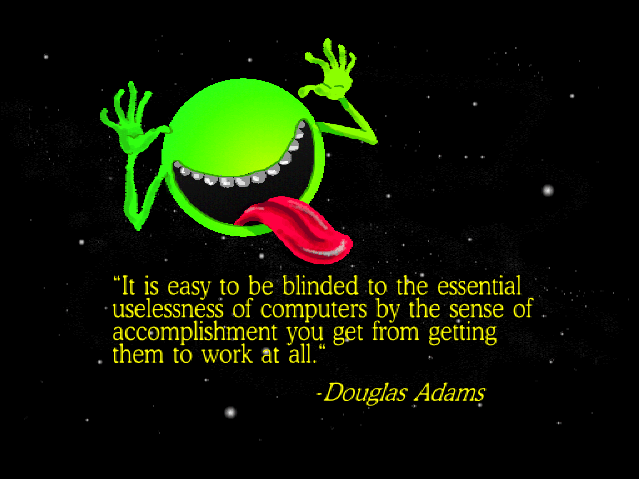 “It is easy to be blinded to the essential
uselessness of computers by the sense of
accomplishment you get from getting
them to work at all.“
-Douglas Adams